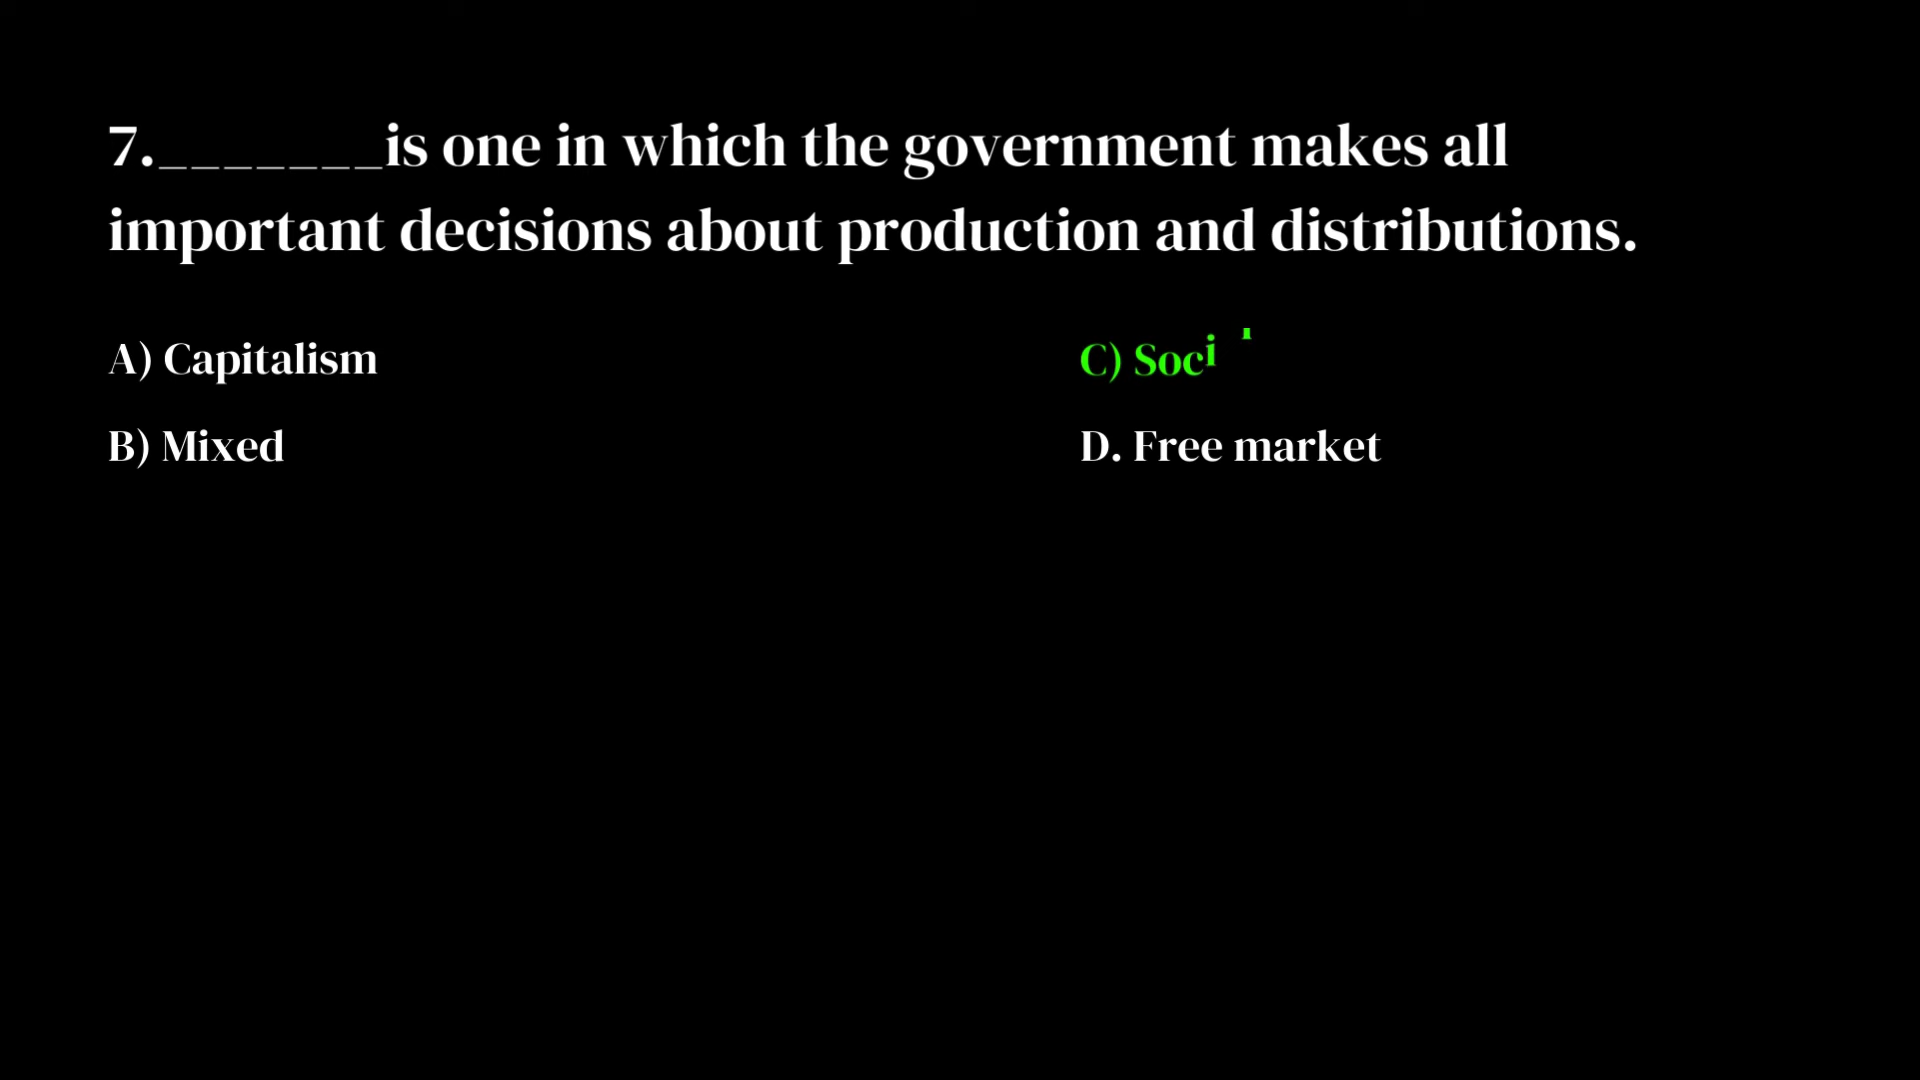 7._______is one in which the government makes all
important decisions about production and distributions.
A) Capitalism
B) Mixed
C) Soci
D. Free market